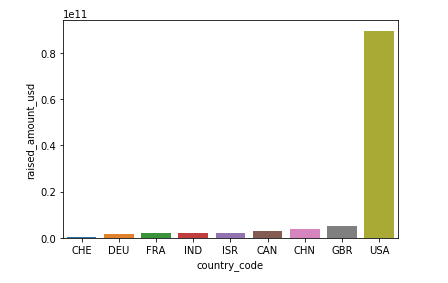 1e11
0.8
0.6
0.4
0.2
0.0
raised_amount_usd
CHE DEU FRA IND ISR CAN CHN GBR USA
country_code